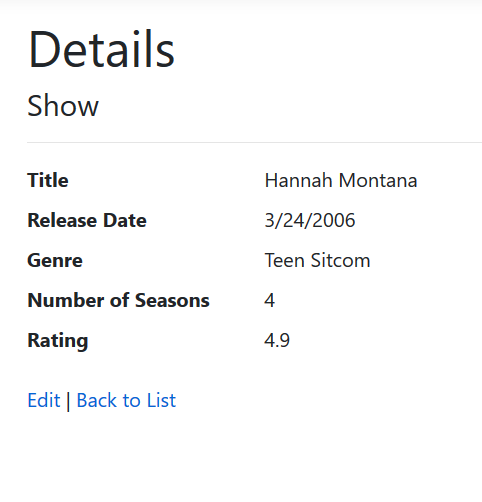 Details
Show
Title Hannah Montana
Release Date 3/24/2006
Genre Teen Sitcom
Number of Seasons 4
Rating 4.9
Edit | Back to List